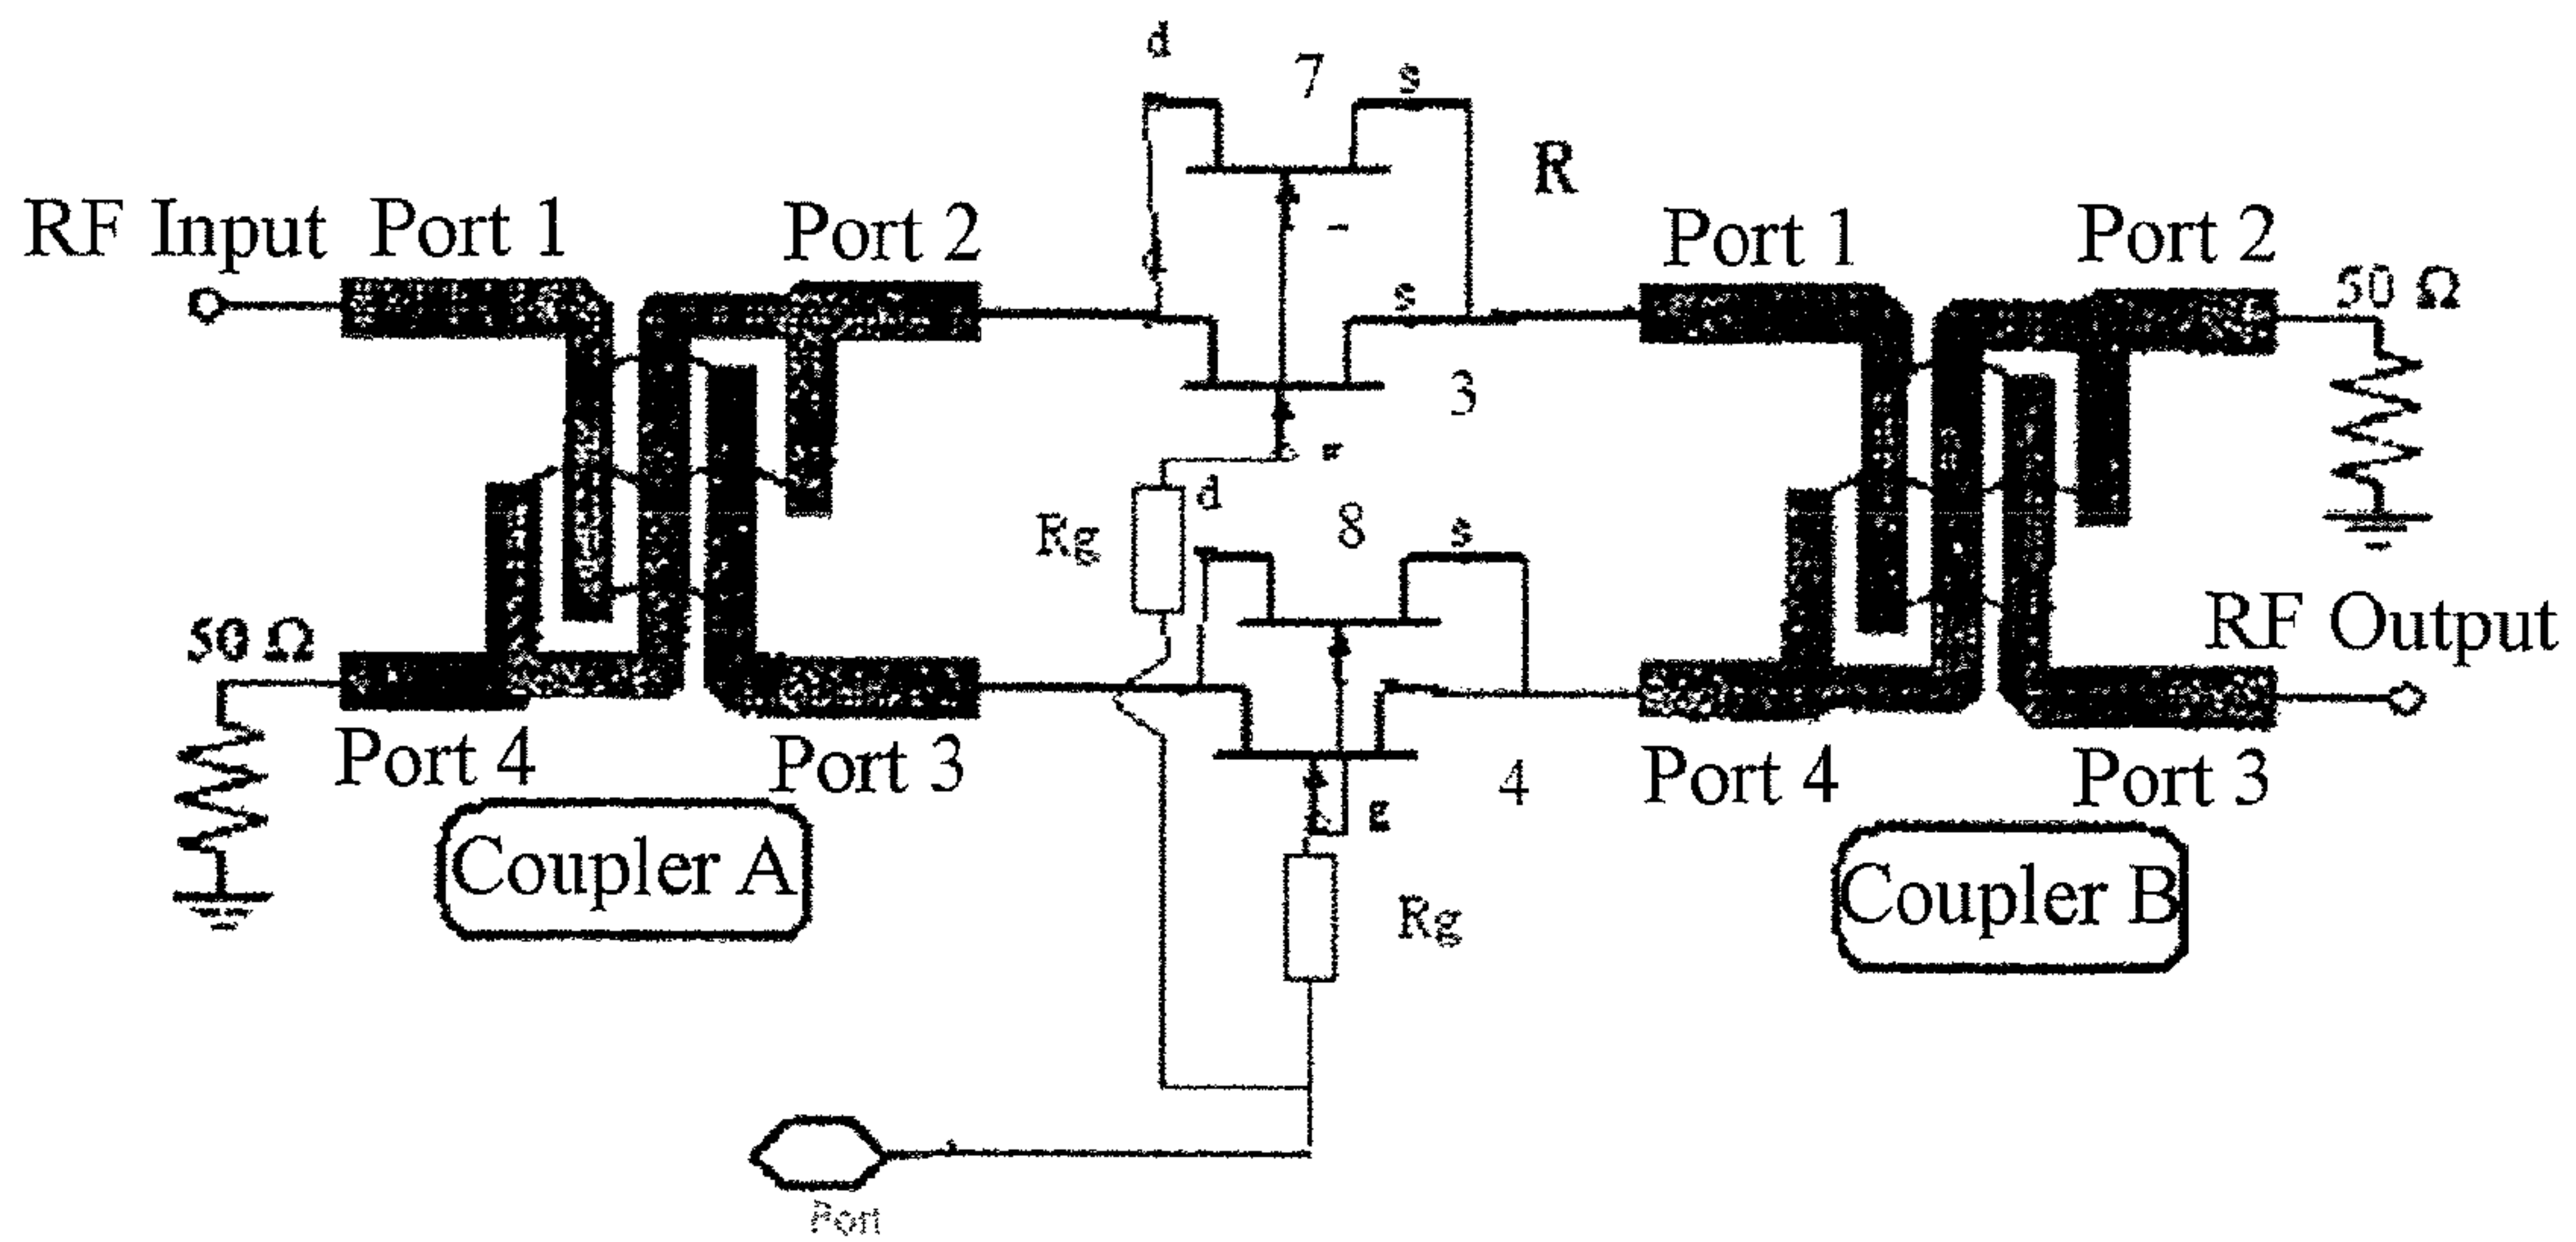 d
7
s
R
RF Input
Port 1
Port 2
Port 1
Port 2
d
s
50 Ω
3
d
Rg
8
s
50 Ω
RF Output
Port 4
Port 3
4
Port 4
Port 3
g
Coupler A
Coupler B
Rg
Port